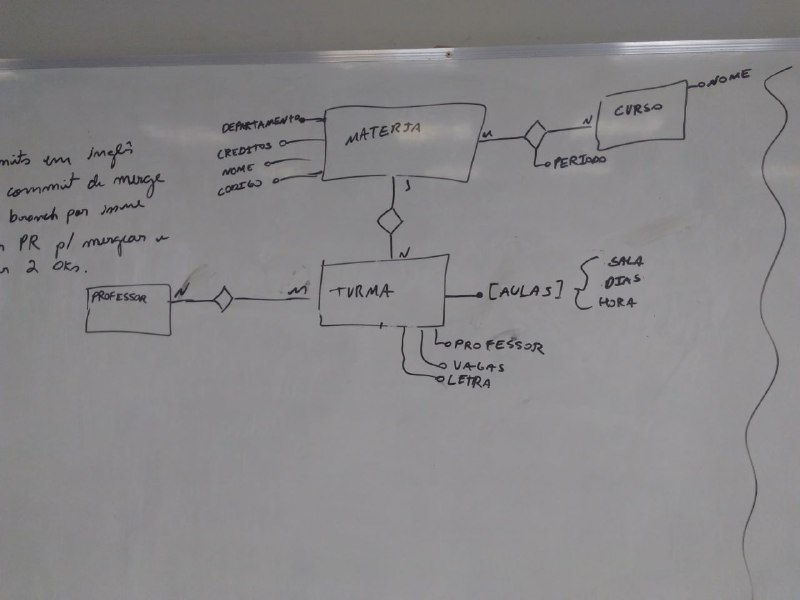 em inglês
commit de merge
branch por issue
PR p/ mergear e
2 OKs.
DEPARTAMENTO
CREDITOS
NOME
CODIGO
MATERIA
M
N
CURSO
NOME
PERIODO
1
N
PROFESSOR
N
M
TURMA
[AULAS]
SALA
DIAS
HORA
PROFESSOR
VAGAS
LETRA